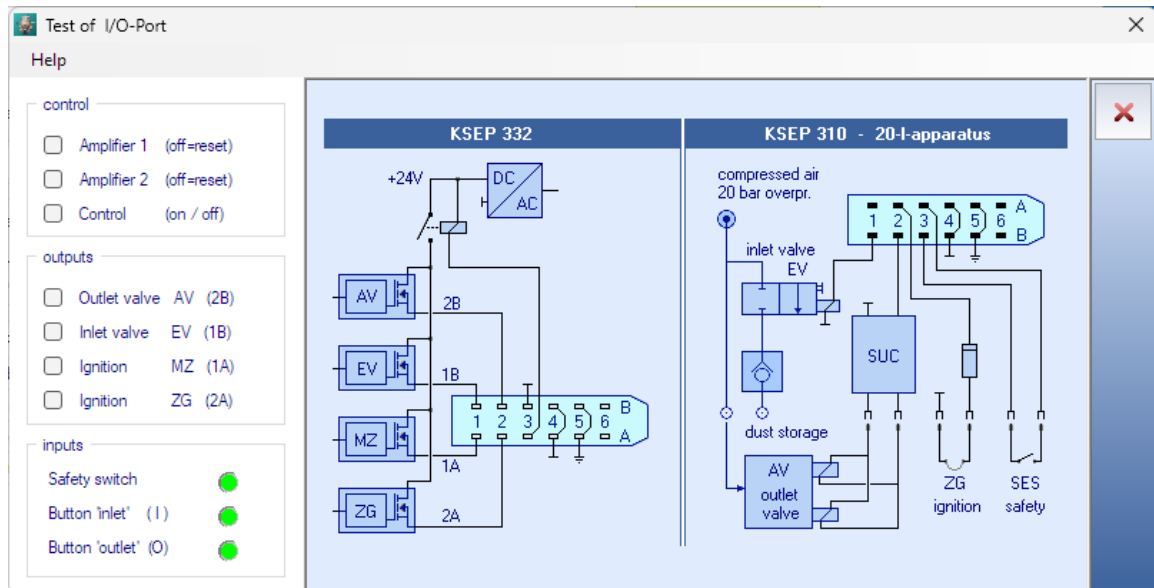 Test of I/O-Port
Help
control
Amplifier 1 (off=reset)
Amplifier 2 (off=reset)
Control (on / off)
outputs
Outlet valve AV (2B)
Inlet valve EV (1B)
Ignition MZ (1A)
Ignition ZG (2A)
inputs
Safety switch
Button 'inlet' ( I )
Button 'outlet' (O)
KSEP 332
+24V
DC
AC
AV
2B
EV
1B
MZ
1A
ZG
2A
1 2 3 4 5 6
B
A
KSEP 310 - 20-l-apparatus
compressed air
20 bar overpr.
inlet valve
EV
1 2 3 4 5 6
A
B
SUC
dust storage
AV
outlet
valve
ZG
ignition
SES
safety